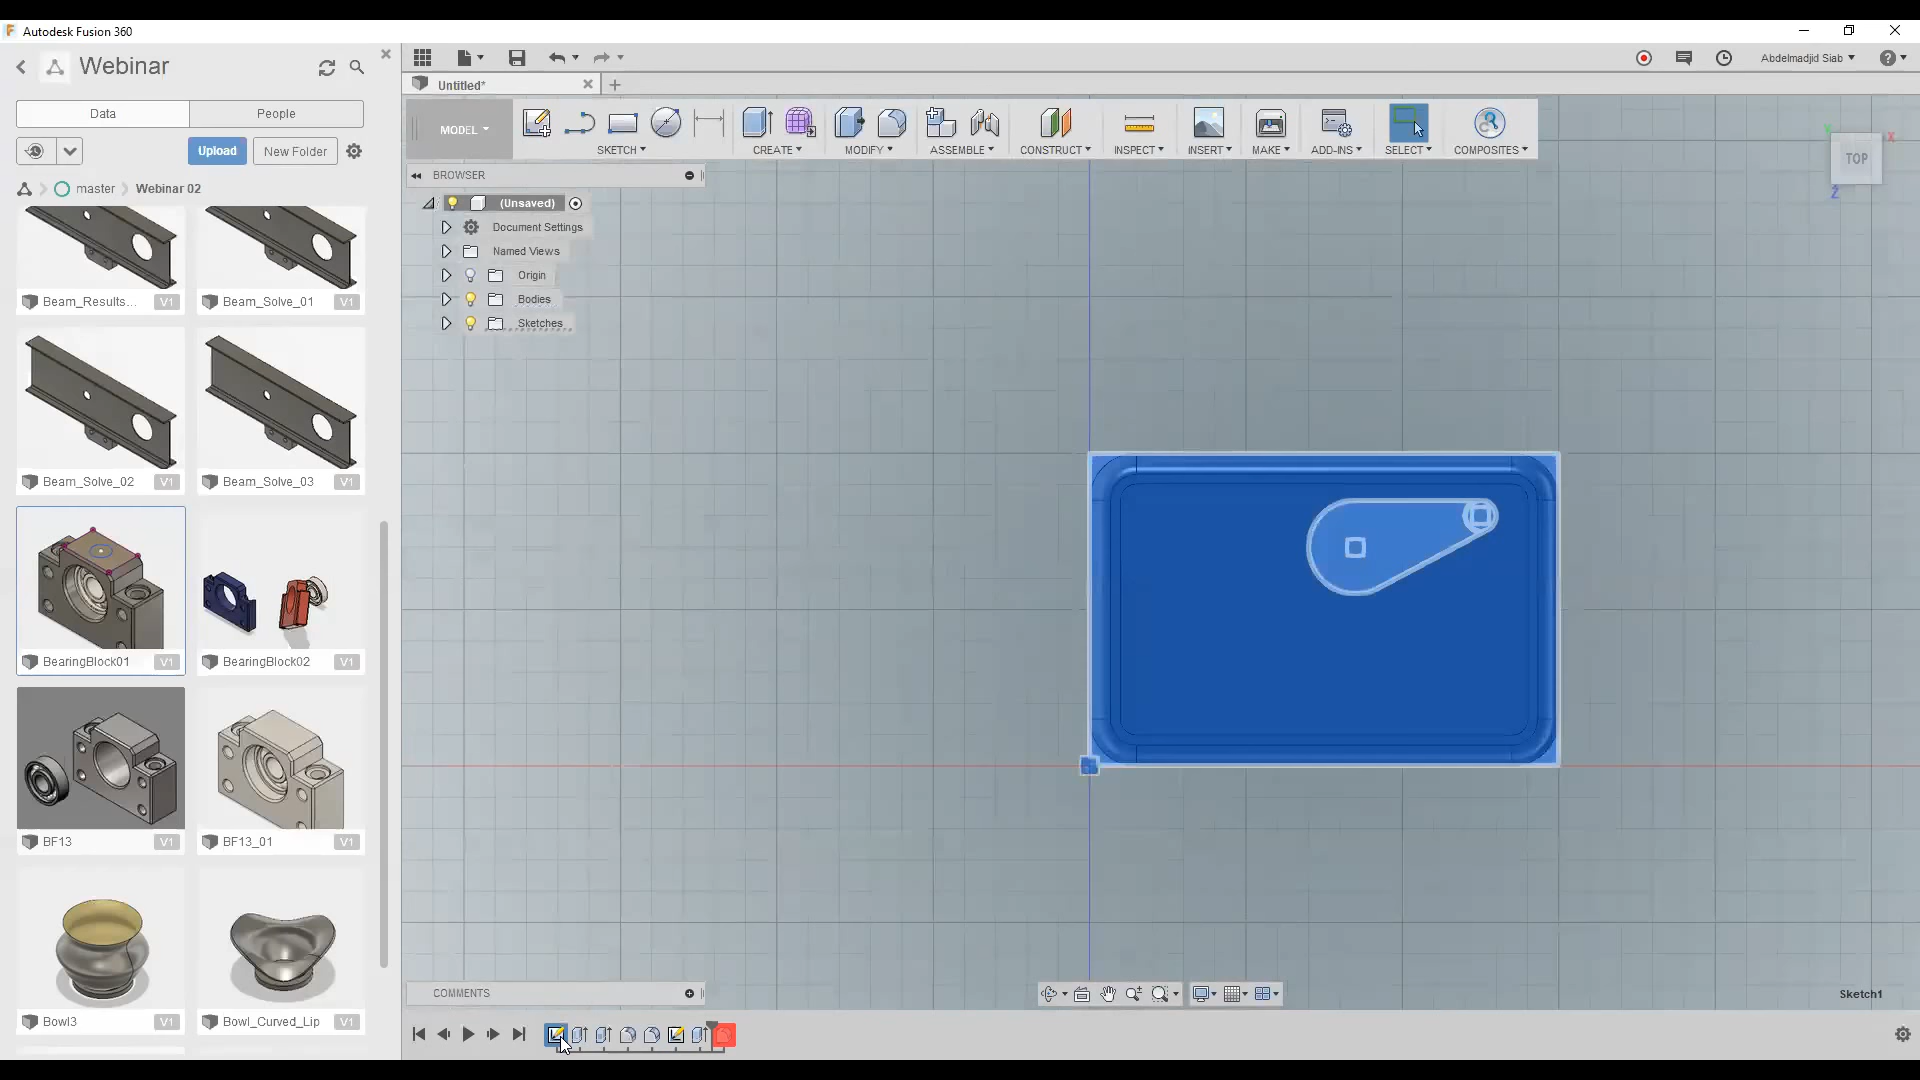 Autodesk Fusion 360
Webinar
Data
People
Upload
New Folder
master
Webinar 02
Beam_Results...
V1
Beam_Solve_01
V1
Beam_Solve_02
V1
Beam_Solve_03
V1
BearingBlock01
V1
BearingBlock02
V1
BF13
V1
BF13_01
V1
Bowl3
V1
Bowl_Curved_Lip
V1
Untitled*
Abdelmadjid Siab
MODEL
SKETCH
CREATE
MODIFY
ASSEMBLE
CONSTRUCT
INSPECT
INSERT
MAKE
ADD-INS
SELECT
COMPOSITES
BROWSER
(Unsaved)
Document Settings
Named Views
Origin
Bodies
Sketches
TOP
X
Y
Z
COMMENTS
Sketch1